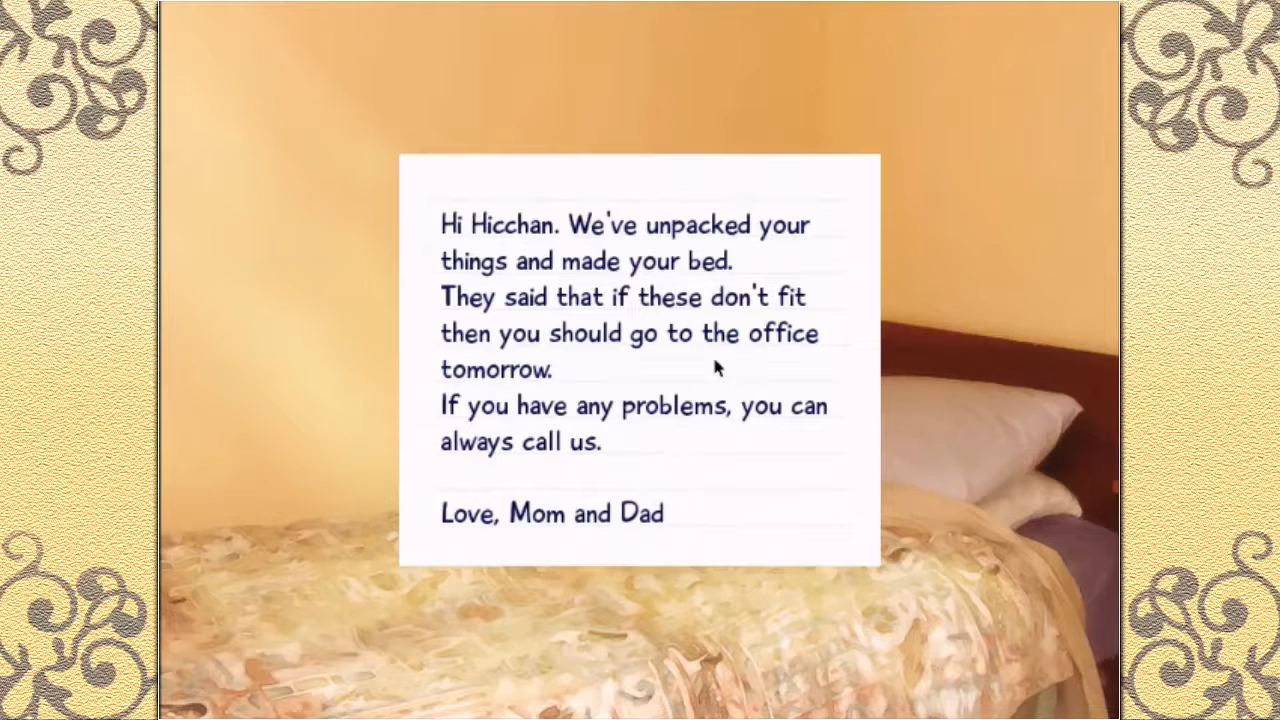 Hi Hicchan. We've unpacked your
things and made your bed.
They said that if these don't fit
then you should go to the office
tomorrow.
If you have any problems, you can
always call us.
Love, Mom and Dad